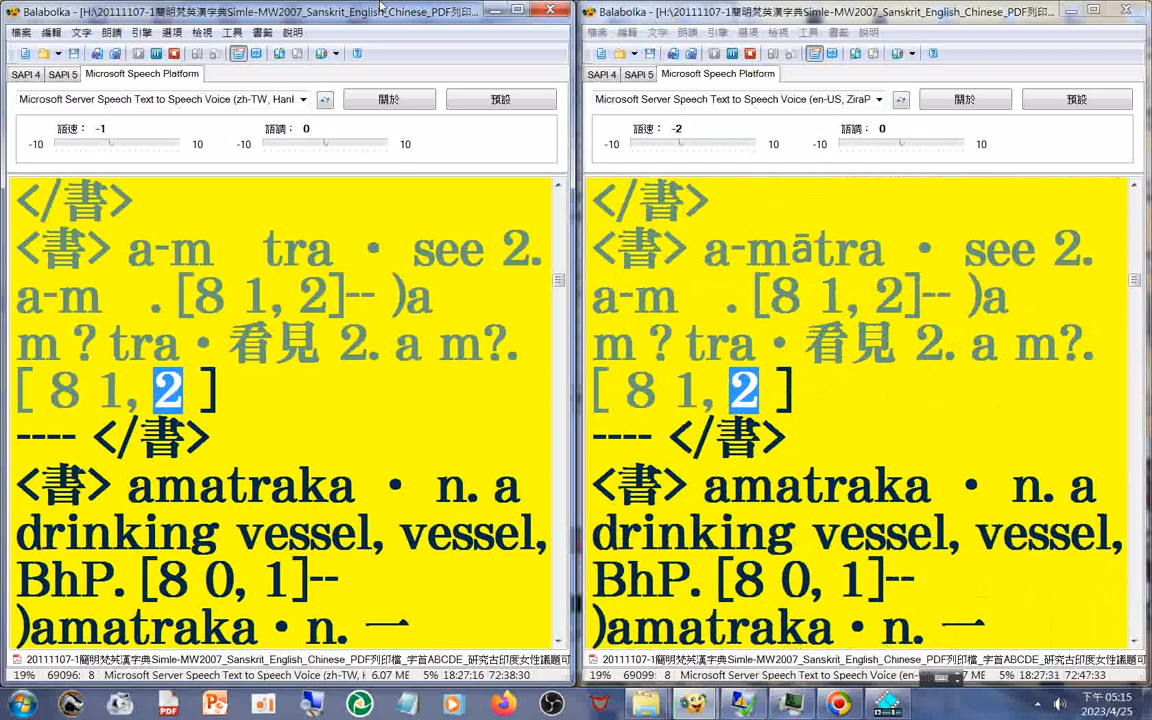 Balabolka - [H:\20111107-1簡明梵英漢字典Simle-MW2007_Sanskrit_English_Chinese_PDF列印...
檔案 編輯 文字 朗讀 引擎 選項 檢視 工具 書籤 說明
SAPI 4 SAPI 5 Microsoft Speech Platform
Microsoft Server Speech Text to Speech Voice (zh-TW, Hanl
關於 預設
語速: -1 語調: 0
-10 10 -10 10
</書>
<書> a-m tra • see 2.
a-m . [8 1, 2]-- )a
m ? tra • 看見 2. a m?.
[ 8 1, 2 ]
---- </書>
<書> amatraka • n. a
drinking vessel, vessel,
BhP. [8 0, 1]--
)amatraka • n. 一
20111107-1簡明梵英漢字典Simle-MW2007_Sanskrit_English_Chinese_PDF列印檔_字首ABCDE_研究古印度女性議題可
19% 69096: 8 Microsoft Server Speech Text to Speech Voice (zh-TW, H 6.07 ME 5% 18:27:16 72:38:30
Balabolka - [H:\20111107-1簡明梵英漢字典Simle-MW2007_Sanskrit_English_Chinese_PDF列印...
檔案 編輯 文字 朗讀 引擎 選項 檢視 工具 書籤 說明
SAPI 4 SAPI 5 Microsoft Speech Platform
Microsoft Server Speech Text to Speech Voice (en-US, ZiraP
關於 預設
語速: -2 語調: 0
-10 10 -10 10
</書>
<書> a-mātra • see 2.
a-m . [8 1, 2]-- )a
m ? tra • 看見 2. a m?.
[ 8 1, 2 ]
---- </書>
<書> amatraka • n. a
drinking vessel, vessel,
BhP. [8 0, 1]--
)amatraka • n. 一
20111107-1簡明梵英漢字典Simle-MW2007_Sanskrit_English_Chinese_PDF列印檔_字首ABCDE_研究古印度女性議題可
19% 69099: 8 Microsoft Server Speech Text to Speech Voice (en-US, ME 5% 18:27:31 72:47:33
下午 05:15
2023/4/25